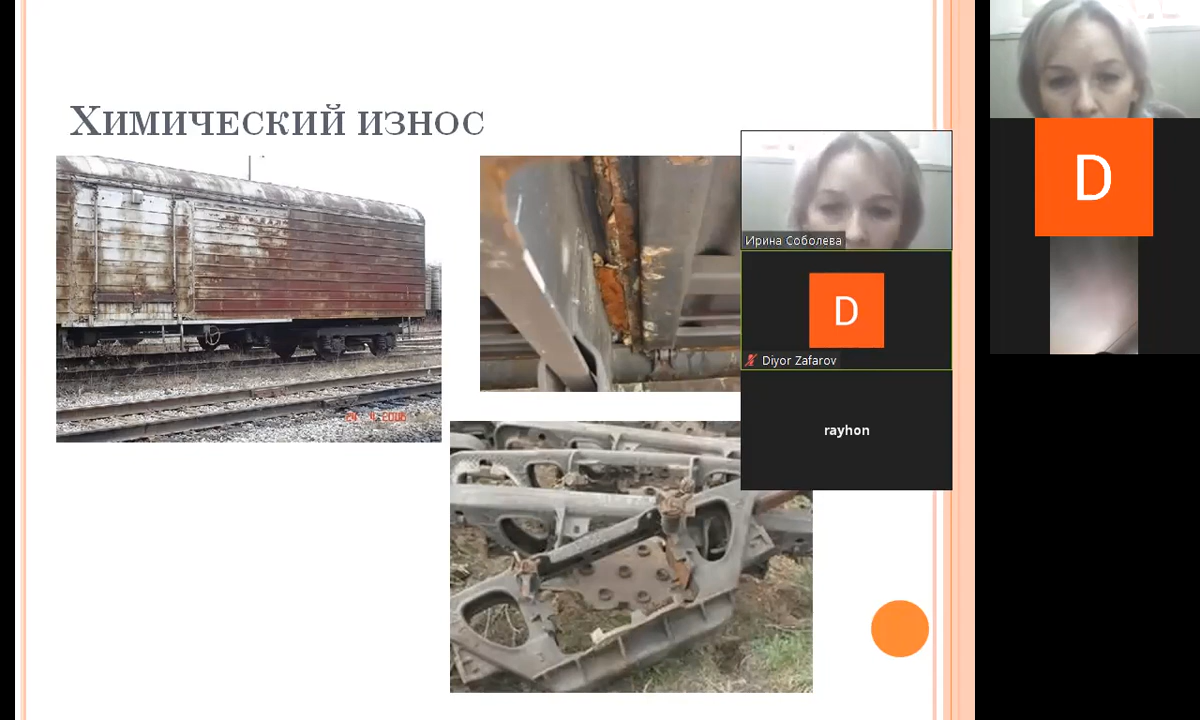 Химический износ
Ирина Соболева
D
Diyor Zafarov
rayhon
D